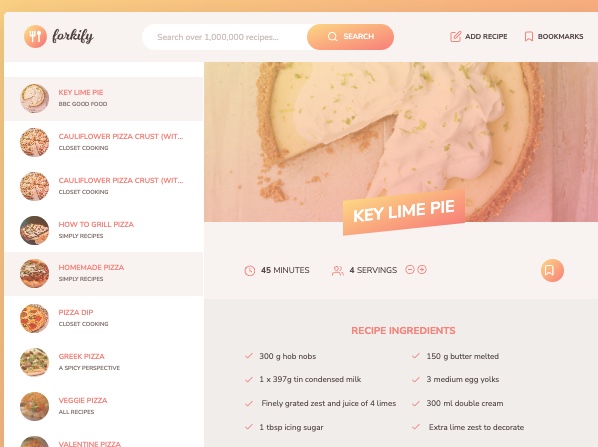 forkify
Search over 1,000,000 recipes...
SEARCH
ADD RECIPE
BOOKMARKS
KEY LIME PIE
BBC GOOD FOOD
CAULIFLOWER PIZZA CRUST (WIT...
CLOSET COOKING
CAULIFLOWER PIZZA CRUST (WIT...
CLOSET COOKING
HOW TO GRILL PIZZA
SIMPLY RECIPES
HOMEMADE PIZZA
SIMPLY RECIPES
PIZZA DIP
CLOSET COOKING
GREEK PIZZA
A SPICY PERSPECTIVE
VEGGIE PIZZA
ALL RECIPES
VALENTINE PIZZA
KEY LIME PIE
45 MINUTES
4 SERVINGS
RECIPE INGREDIENTS
300 g hob nobs
150 g butter melted
1 x 397g tin condensed milk
3 medium egg yolks
Finely grated zest and juice of 4 limes
300 ml double cream
1 tbsp icing sugar
Extra lime zest to decorate